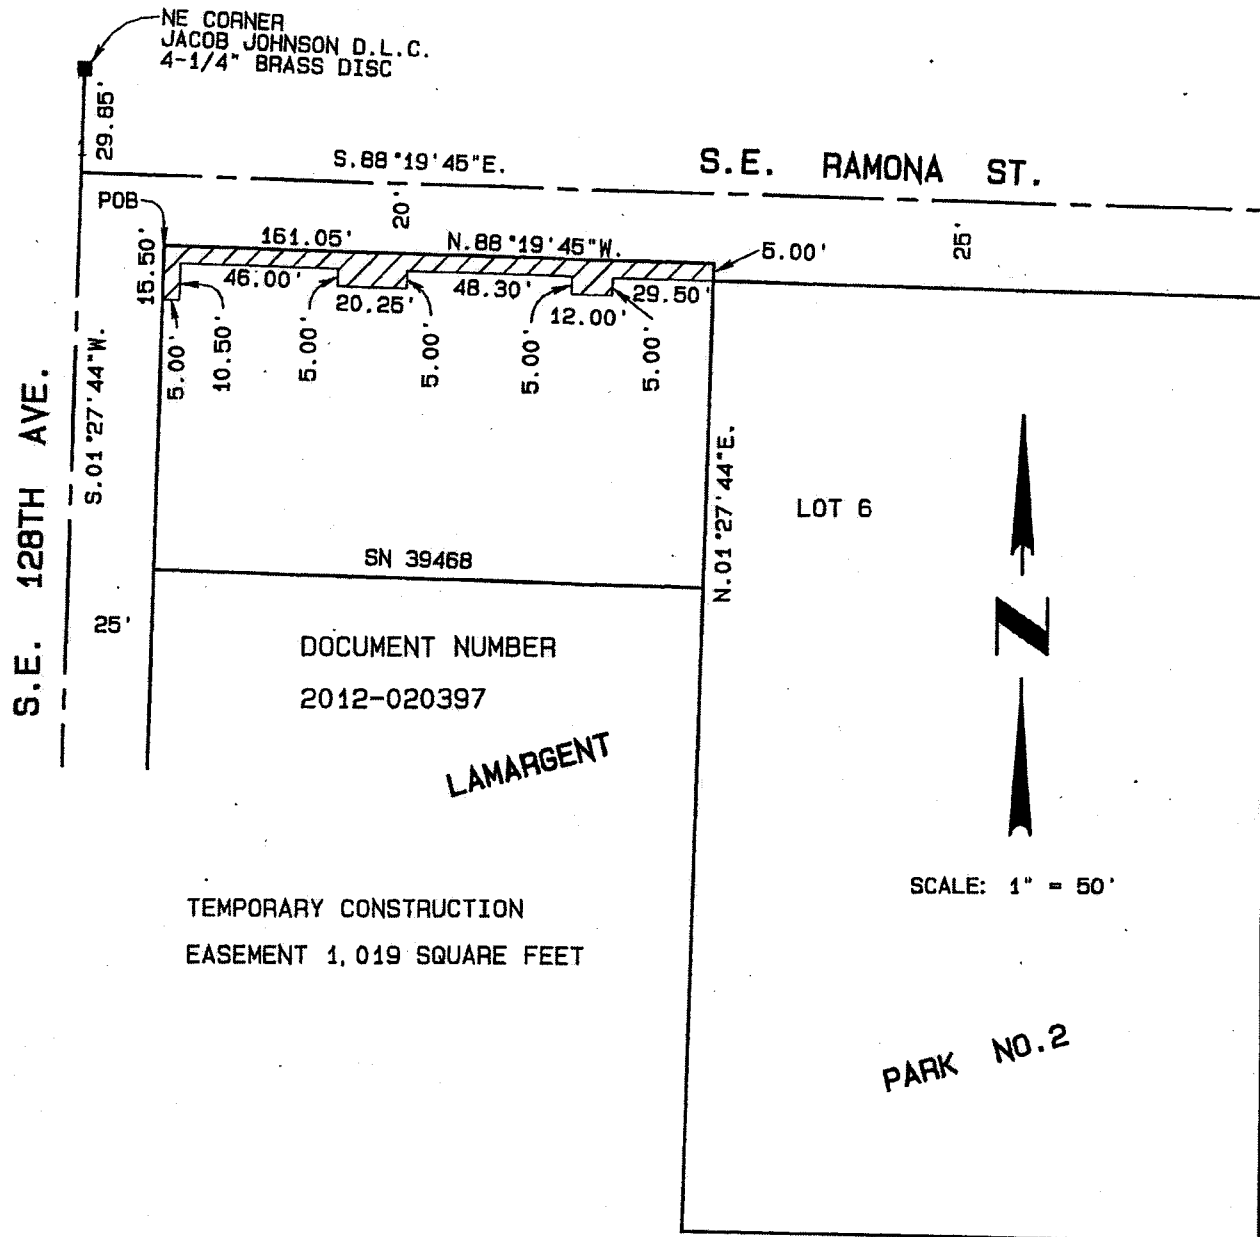 NE CORNER
JACOB JOHNSON D.L.C.
4-1/4" BRASS DISC
29.85'
S.88°19'45"E.
S.E. RAMONA ST.
POB
20'
161.05'
N.88°19'45"W.
5.00'
25'
15.50'
46.00'
20.25'
48.30'
12.00'
29.50'
5.00'
10.50'
5.00'
5.00'
5.00'
5.00'
S.01°27'44"W.
S.E. 128TH AVE.
N.01°27'44"E.
LOT 6
SN 39468
25'
DOCUMENT NUMBER
2012-020397
N
LAMARGENT
SCALE: 1" = 50'
TEMPORARY CONSTRUCTION
EASEMENT 1,019 SQUARE FEET
PARK NO.2